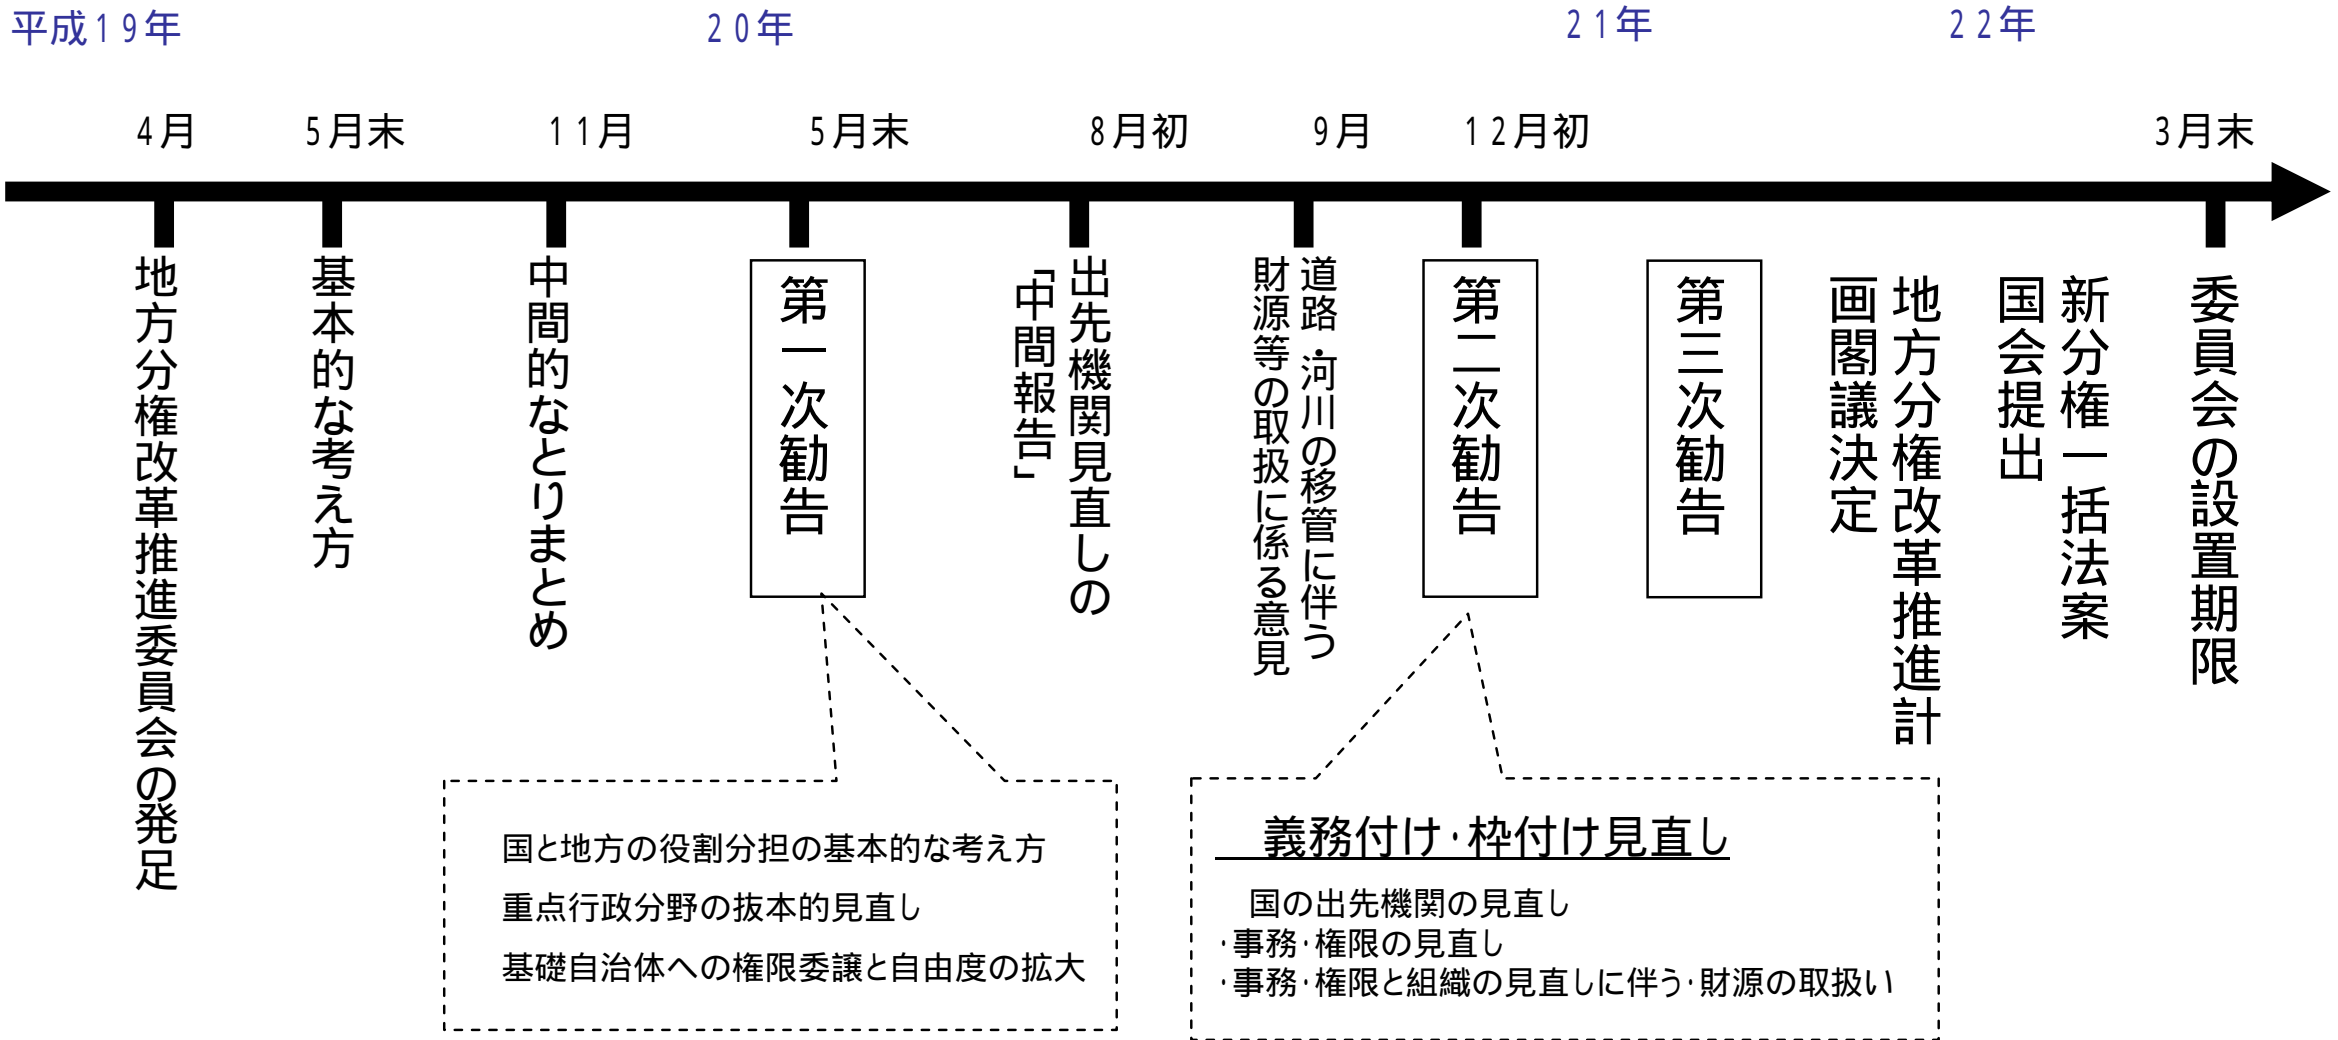 平成19年
20年
21年
22年
4月
5月末
11月
5月末
8月初
9月
12月初
3月末
地方分権改革推進委員会の発足
基本的な考え方
中間的なとりまとめ
第一次勧告
出先機関見直しの
「中間報告」
道路・河川の移管に伴う
財源等の取扱に係る意見
第二次勧告
第三次勧告
地方分権改革推進計
画閣議決定
新分権一括法案
国会提出
委員会の設置期限
国と地方の役割分担の基本的な考え方
重点行政分野の抜本的見直し
基礎自治体への権限委譲と自由度の拡大
義務付け・枠付け見直し
国の出先機関の見直し
・事務・権限の見直し
・事務・権限と組織の見直しに伴う・財源の取扱い